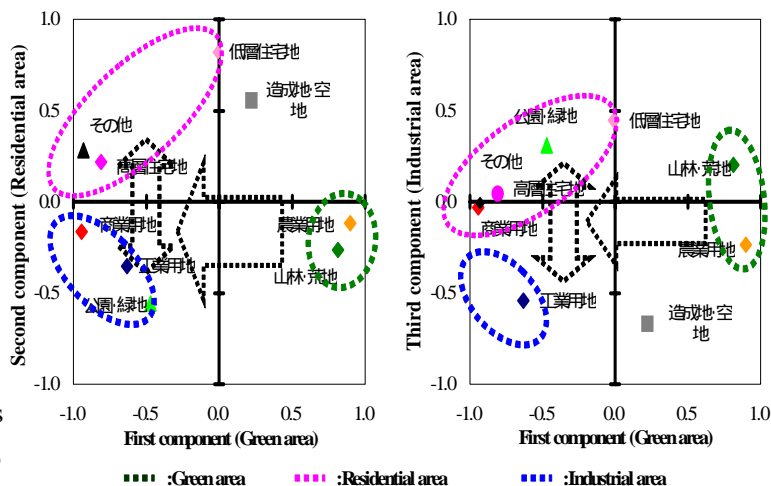 Second component (Residential area)
1.0
0.5
0.0
-0.5
1.0
-1.0
-0.5
0.0
0.5
1.0
First component (Green area)
低層住宅地
造成地・空
地
その他
高層住宅地
商業用地
工業用地
公園・緑地
農業用地
山林・荒地
Third component (Industrial area)
1.0
0.5
0.0
-0.5
-1.0
-1.0
-0.5
0.0
0.5
1.0
First component (Green area)
公園・緑地
低層住宅地
その他
山林・荒地
高層住宅地
商業用地
農業用地
工業用地
造成地・空
地
:Green area
:Residential area
:Industrial area
s